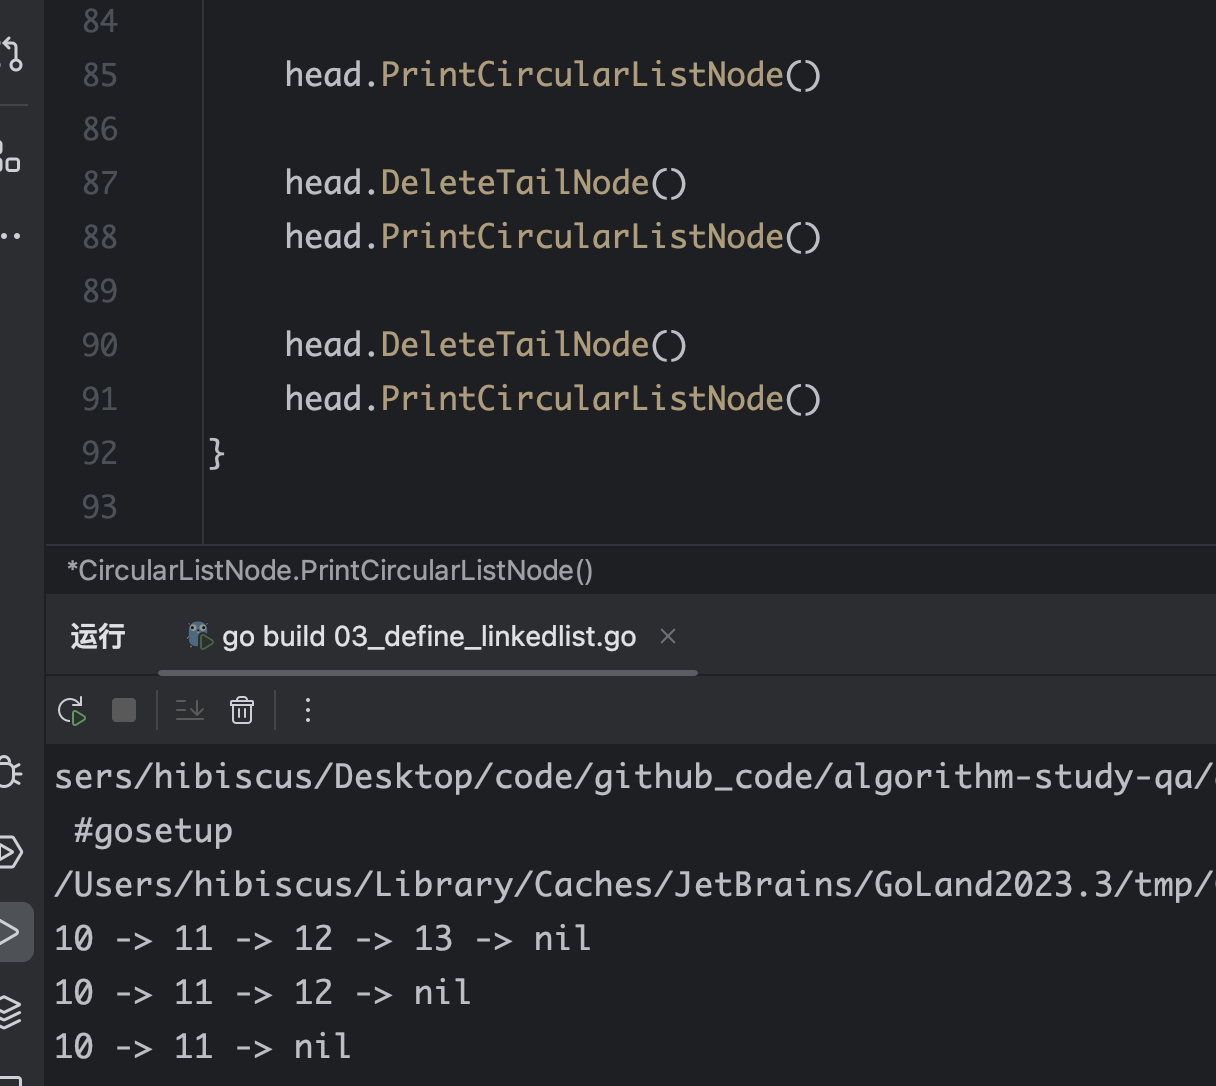 84
85 head.PrintCircularListNode()
86
87 head.DeleteTailNode()
88 head.PrintCircularListNode()
89
90 head.DeleteTailNode()
91 head.PrintCircularListNode()
92 }
93
*CircularListNode.PrintCircularListNode()
运行 go build 03_define_linkedlist.go ×
sers/hibiscus/Desktop/code/github_code/algorithm-study-qa/
#gosetup
/Users/hibiscus/Library/Caches/JetBrains/GoLand2023.3/tmp/
10 -> 11 -> 12 -> 13 -> nil
10 -> 11 -> 12 -> nil
10 -> 11 -> nil